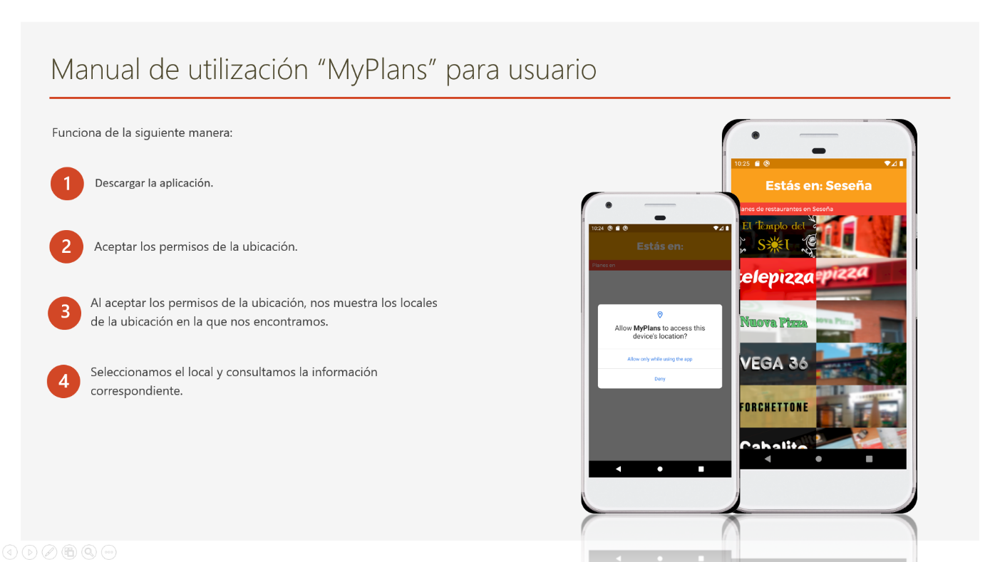 Manual de utilización “MyPlans” para usuario
Funciona de la siguiente manera:
1
Descargar la aplicación.
2
Aceptar los permisos de la ubicación.
3
Al aceptar los permisos de la ubicación, nos muestra los locales
de la ubicación en la que nos encontramos.
4
Seleccionamos el local y consultamos la información
correspondiente.
10:24
Estás en:
Planes en
Allow MyPlans to access this
device's location?
Allow only while using the app
Deny
10:25
Estás en: Seseña
lanes de restaurantes en Seseña
El Templo del
SOL
telepizza
epizza
Nuova Pizza
VEGA 36
FORCHETTONE
Cabalito